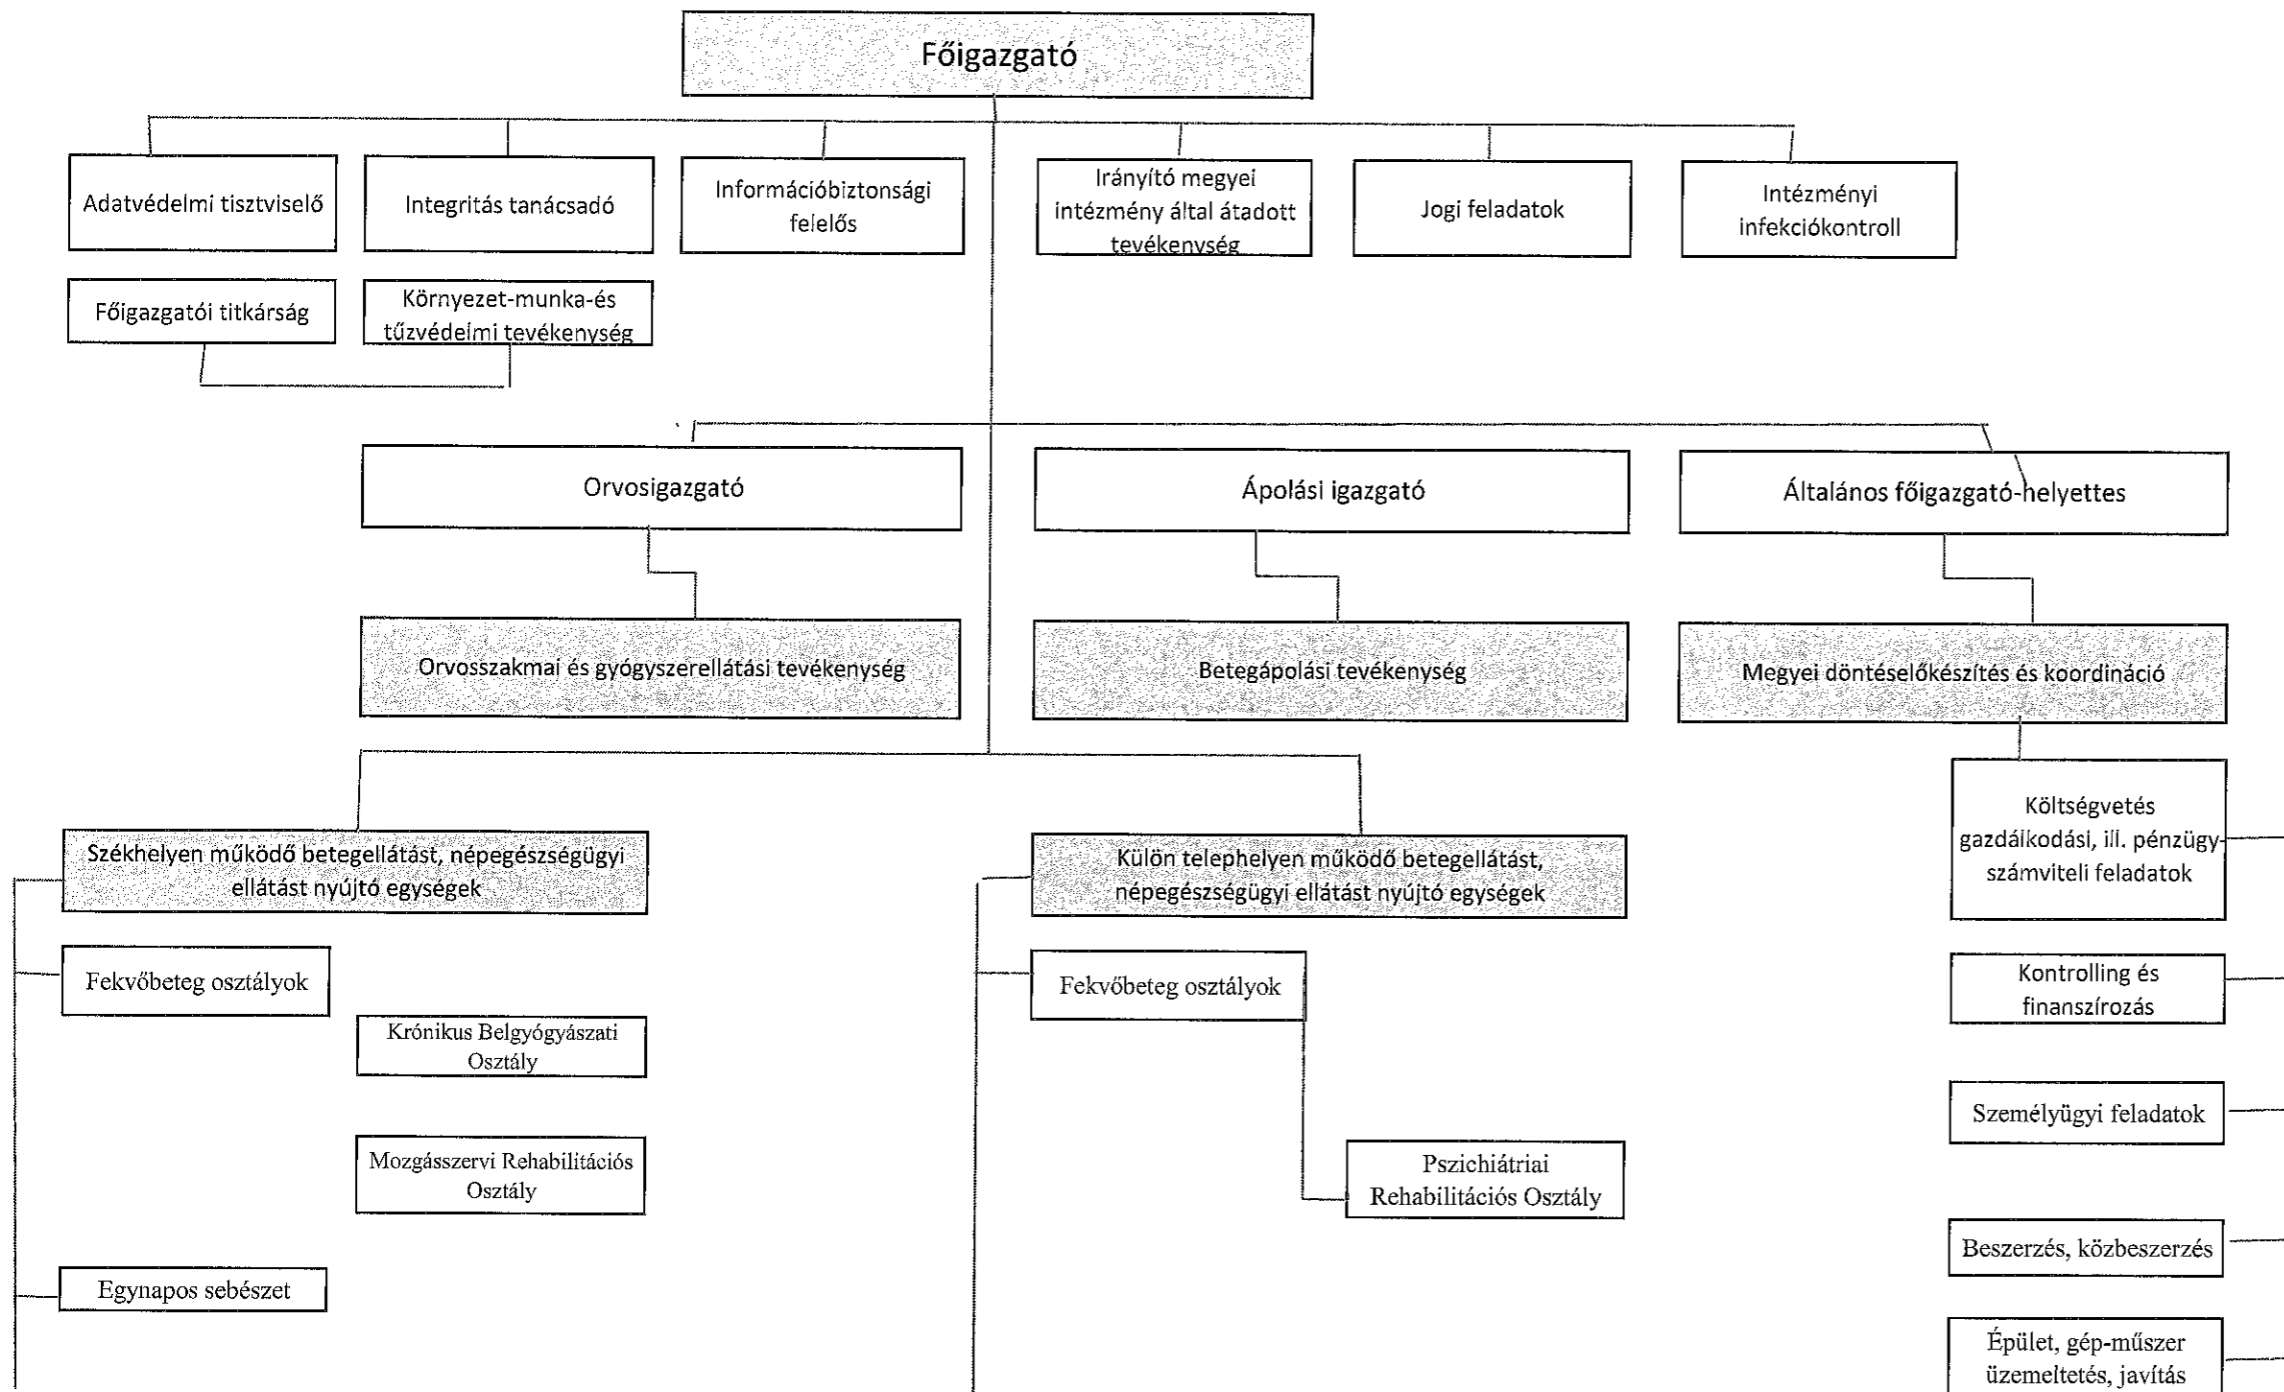 Főigazgató
Adatvédelmi tisztviselő
Integritás tanácsadó
Információbiztonsági
felelős
Irányító megyei
intézmény által átadott
tevékenység
Jogi feladatok
Intézményi
infekciókontroll
Főigazgatói titkárság
Környezet-munka-és
tűzvédelmi tevékenység
Orvosigazgató
Ápolási igazgató
Általános főigazgató-helyettes
Orvosszakmai és gyógyszerellátási tevékenység
Betegápolási tevékenység
Megyei döntéselőkészítés és koordináció
Székhelyen működő betegellátást, népegészségügyi
ellátást nyújtó egységek
Külön telephelyen működő betegellátást,
népegészségügyi ellátást nyújtó egységek
Költségvetés
gazdálkodási, ill. pénzügy-
számviteli feladatok
Fekvőbeteg osztályok
Fekvőbeteg osztályok
Kontrolling és
finanszírozás
Krónikus Belgyógyászati
Osztály
Személyügyi feladatok
Mozgásszervi Rehabilitációs
Osztály
Pszichiátriai
Rehabilitációs Osztály
Beszerzés, közbeszerzés
Egynapos sebészet
Épület, gép-műszer
üzemeltetés, javítás